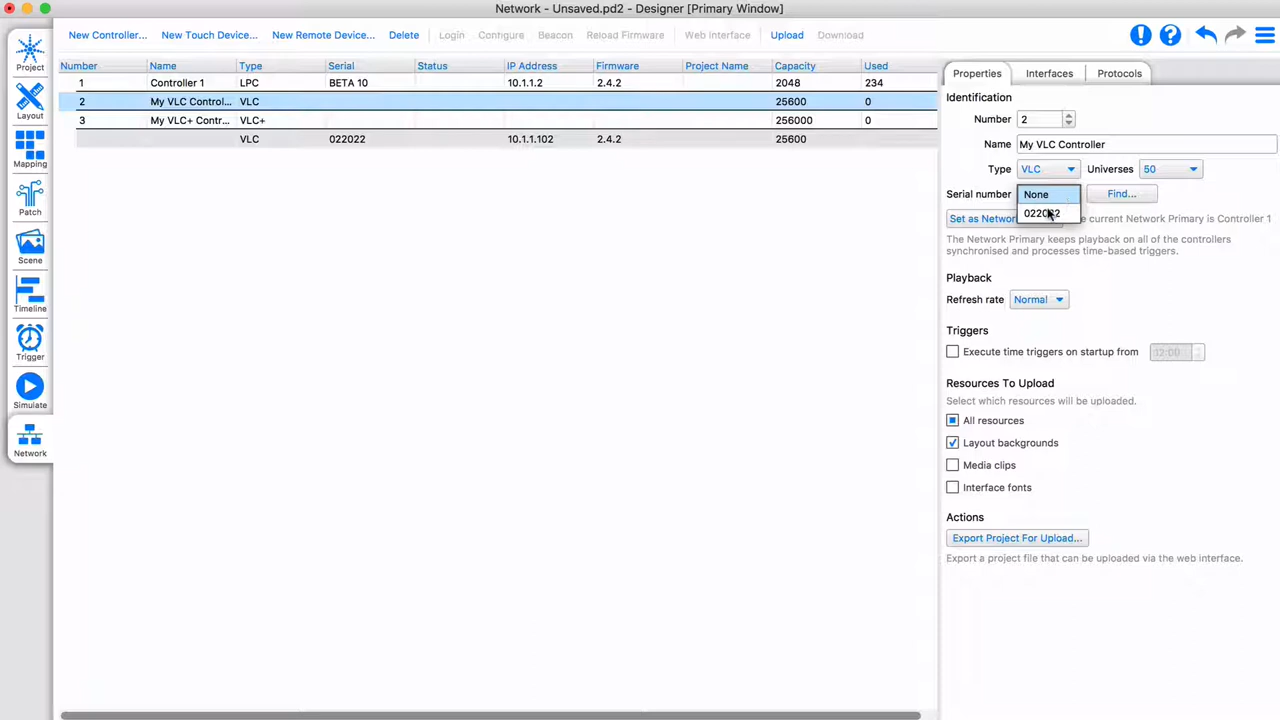 Network - Unsaved.pd2 - Designer [Primary Window]
New Controller... New Touch Device... New Remote Device... Delete Login Configure Beacon Reload Firmware Web Interface Upload Download
Project
Layout
Mapping
Patch
Scene
Timeline
Trigger
Simulate
Network
Number Name Type Serial Status IP Address Firmware Project Name Capacity Used
1 Controller 1 LPC BETA 10 10.1.1.2 2.4.2 2048 234
2 My VLC Control... VLC 25600 0
3 My VLC+ Contr... VLC+ 256000 0
VLC 022022 10.1.1.102 2.4.2 25600
Properties Interfaces Protocols
Identification
Number 2
Name My VLC Controller
Type VLC Universes 50
Serial number None Find...
022022
Set as Networ current Network Primary is Controller 1
The Network Primary keeps playback on all of the controllers
synchronised and processes time-based triggers.
Playback
Refresh rate Normal
Triggers
Execute time triggers on startup from 12:00
Resources To Upload
Select which resources will be uploaded.
All resources
Layout backgrounds
Media clips
Interface fonts
Actions
Export Project For Upload...
Export a project file that can be uploaded via the web interface.